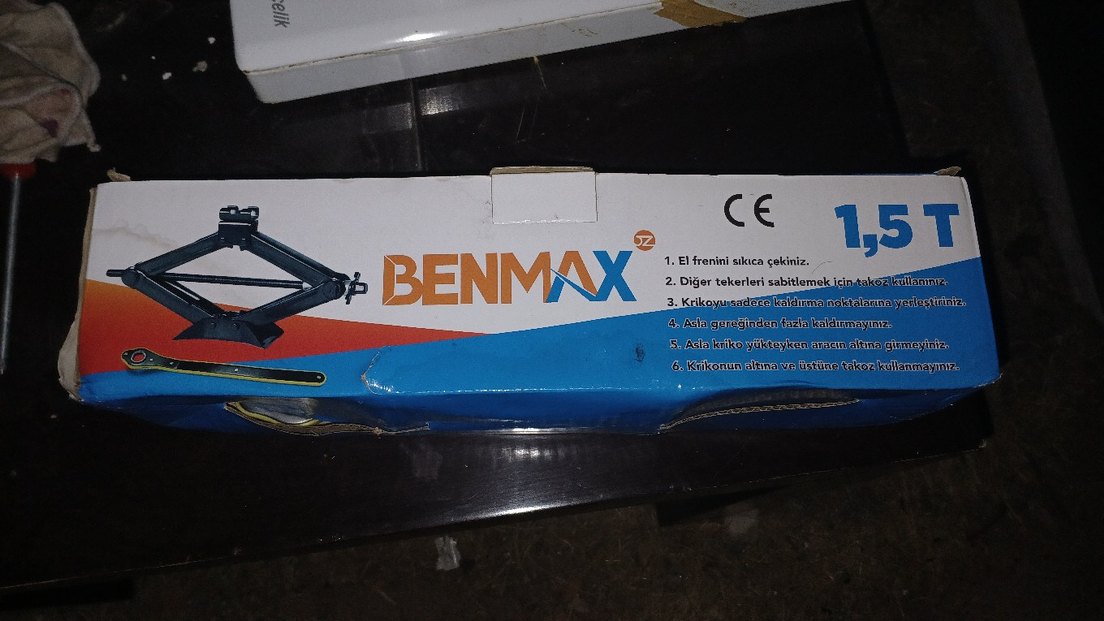 çelik
BENMAX
CE
1,5 T
1. El frenini sıkıca çekiniz.
2. Diğer tekerleri sabitlemek için takoz kullanınız.
3. Krikoyu sadece kaldırma noktalarına yerleştiriniz.
4. Asla gereğinden fazla kaldırmayınız.
5. Asla kriko yükteyken aracın altına girmeyiniz.
6. Krikonun altına ve üstüne takoz kullanmayınız.